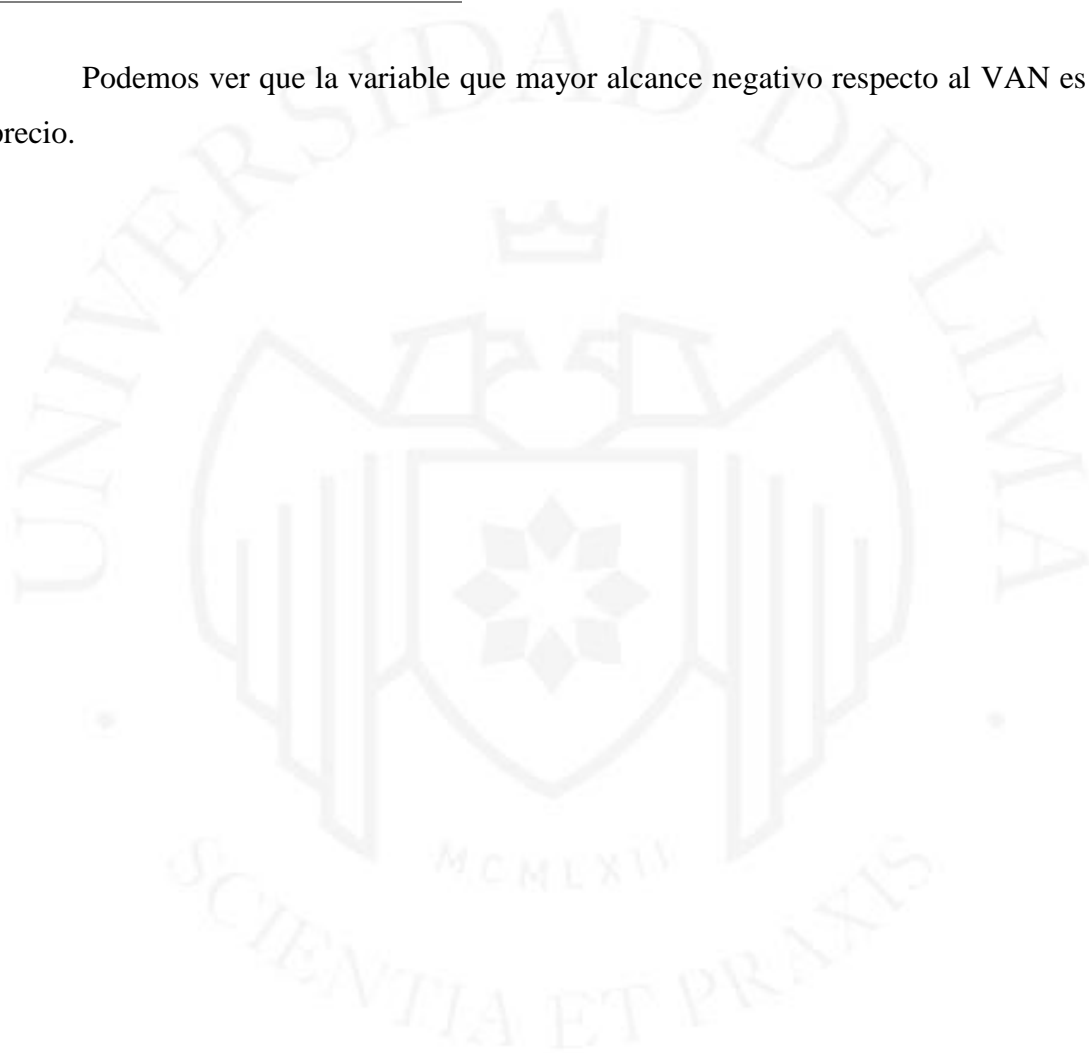 Podemos ver que la variable que mayor alcance negativo respecto al VAN es
precio.
UNIVERSIDAD DE LIMA
MCMLXII
SCIENTIA ET PRAXIS